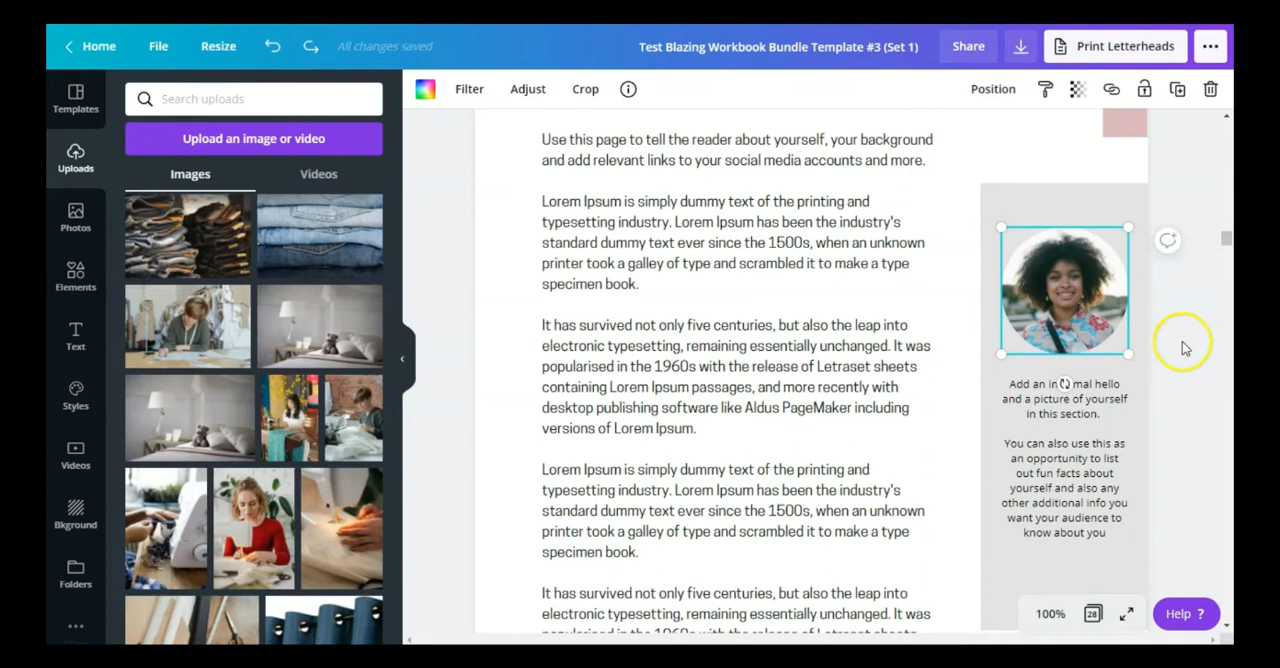 Home
File
Resize
All changes saved
Test Blazing Workbook Bundle Template #3 (Set 1)
Share
Print Letterheads
Templates
Uploads
Photos
Elements
Text
Styles
Videos
Bkground
Folders
Search uploads
Upload an image or video
Images
Videos
Filter
Adjust
Crop
Position
Use this page to tell the reader about yourself, your background
and add relevant links to your social media accounts and more.
Lorem Ipsum is simply dummy text of the printing and
typesetting industry. Lorem Ipsum has been the industry's
standard dummy text ever since the 1500s, when an unknown
printer took a galley of type and scrambled it to make a type
specimen book.
It has survived not only five centuries, but also the leap into
electronic typesetting, remaining essentially unchanged. It was
popularised in the 1960s with the release of Letraset sheets
containing Lorem Ipsum passages, and more recently with
desktop publishing software like Aldus PageMaker including
versions of Lorem Ipsum.
Lorem Ipsum is simply dummy text of the printing and
typesetting industry. Lorem Ipsum has been the industry's
standard dummy text ever since the 1500s, when an unknown
printer took a galley of type and scrambled it to make a type
specimen book.
It has survived not only five centuries, but also the leap into
electronic typesetting, remaining essentially unchanged. It was
popularised in the 1960s with the release of Letraset sheets
Add an in mal hello
and a picture of yourself
in this section.
You can also use this as
an opportunity to list
out fun facts about
yourself and also any
other additional info you
want your audience to
know about you
100%
28
Help ?